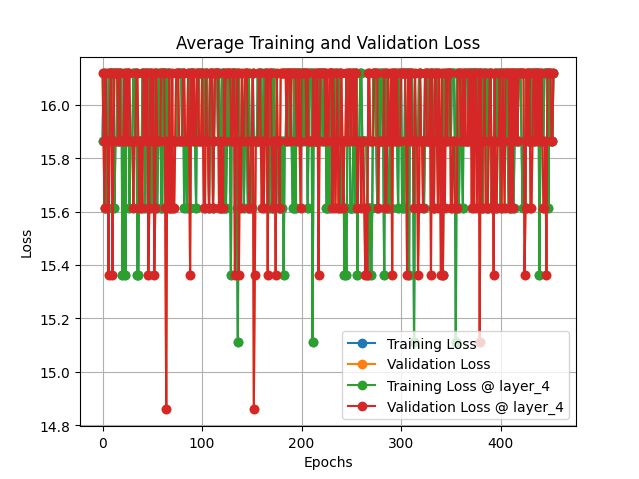 Average Training and Validation Loss
Loss
16.0
15.8
15.6
15.4
15.2
15.0
14.8
0
100
200
300
400
Epochs
Training Loss
Validation Loss
Training Loss @ layer_4
Validation Loss @ layer_4